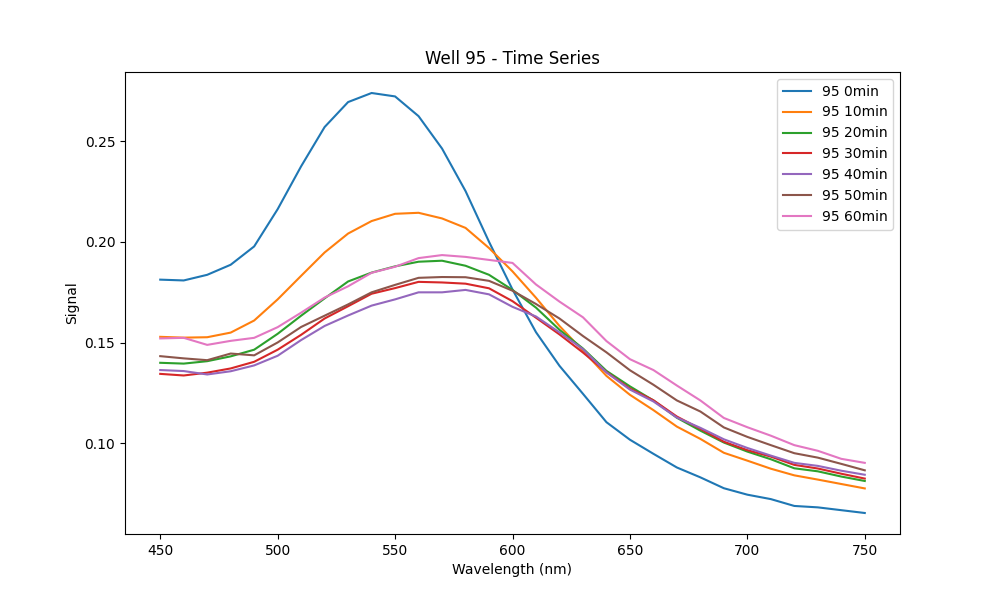 Well 95 - Time Series
95 0min
95 10min
95 20min
95 30min
95 40min
95 50min
95 60min
0.25
0.20
0.15
0.10
Signal
450 500 550 600 650 700 750
Wavelength (nm)